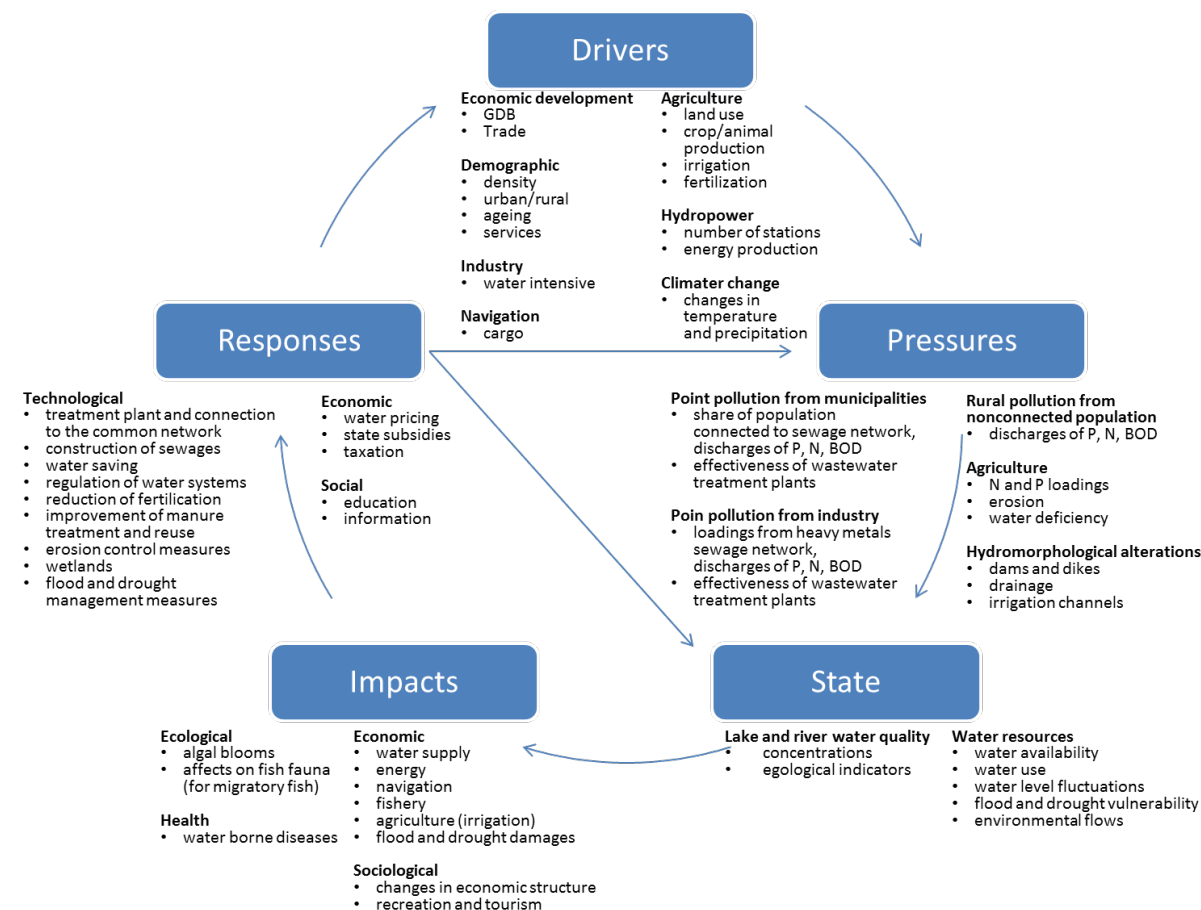 Drivers
Economic development
• GDB
• Trade
Demographic
• density
• urban/rural
• ageing
• services
Industry
• water intensive
Navigation
• cargo
Agriculture
• land use
• crop/animal
production
• irrigation
• fertilization
Hydropower
• number of stations
• energy production
Climater change
• changes in
temperature
and precipitation
Responses
Technological
• treatment plant and connection
to the common network
• construction of sewages
• water saving
• regulation of water systems
• reduction of fertilication
• improvement of manure
treatment and reuse
• erosion control measures
• wetlands
• flood and drought
management measures
Economic
• water pricing
• state subsidies
• taxation
Social
• education
• information
Pressures
Point pollution from municipalities
• share of population
connected to sewage network,
discharges of P, N, BOD
• effectiveness of wastewater
treatment plants
Poin pollution from industry
• loadings from heavy metals
sewage network,
discharges of P, N, BOD
• effectiveness of wastewater
treatment plants
Rural pollution from
nonconnected population
• discharges of P, N, BOD
Agriculture
• N and P loadings
• erosion
• water deficiency
Hydromorphological alterations
• dams and dikes
• drainage
• irrigation channels
Impacts
Ecological
• algal blooms
• affects on fish fauna
(for migratory fish)
Health
• water borne diseases
Economic
• water supply
• energy
• navigation
• fishery
• agriculture (irrigation)
• flood and drought damages
Sociological
• changes in economic structure
• recreation and tourism
State
Lake and river water quality
• concentrations
• egological indicators
Water resources
• water availability
• water use
• water level fluctuations
• flood and drought vulnerability
• environmental flows